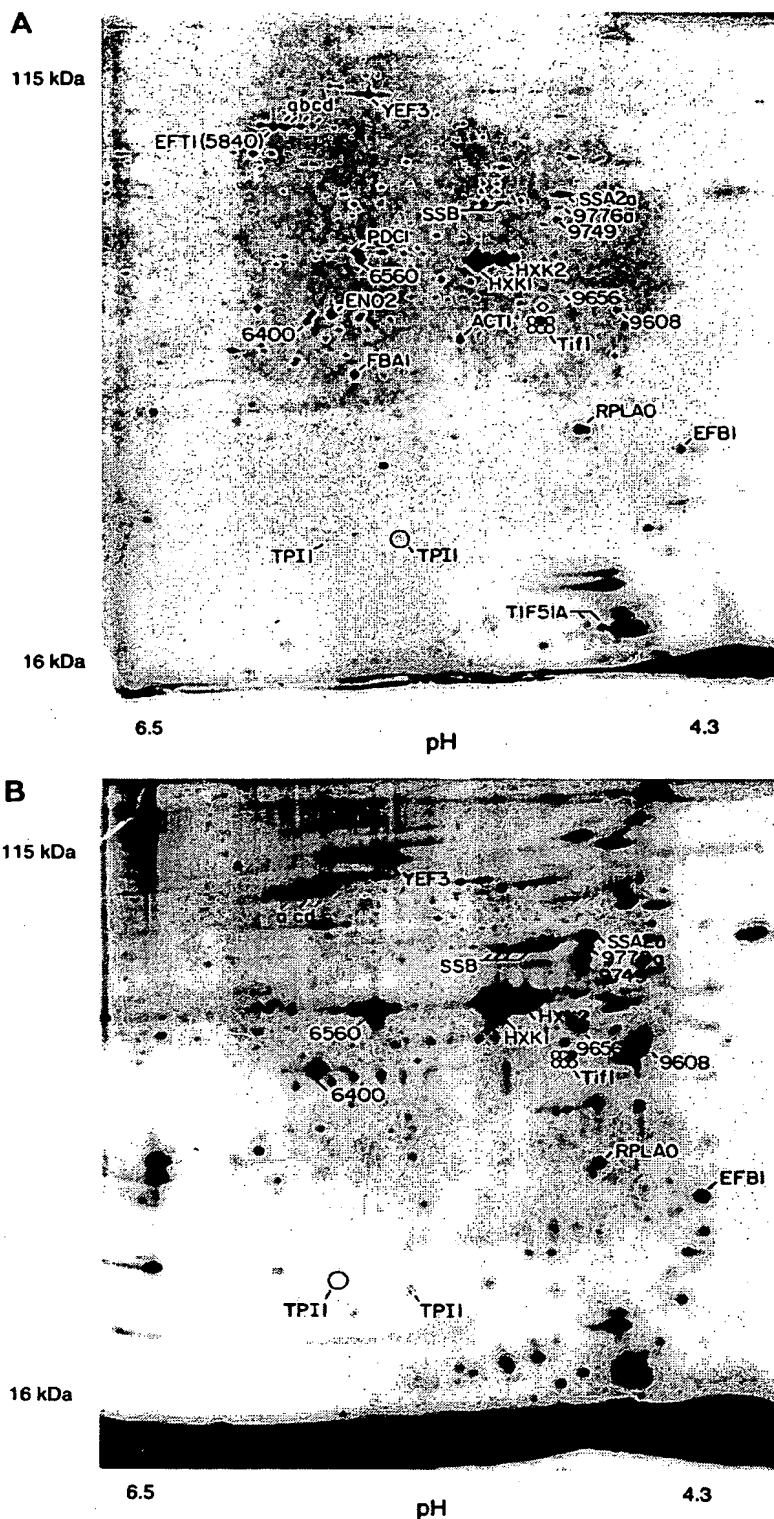 A
115 kDa
abcd
YEF3
EFT1(5840)
SSA2a
SSB
9776a
9749
PDC1
HXK2
6560
HXK1
ENO2
9656
6400
ACT1
9608
Tif1
FBA1
RPLA0
EFB1
TPI1
TPI1
TIF51A
16 kDa
6.5
4.3
pH
B
115 kDa
YEF3
SSA2a
SSB
HXK1
6560
9656
9608
Tif1
6400
RPLA0
EFB1
TPI1
TPI1
16 kDa
6.5
4.3
pH